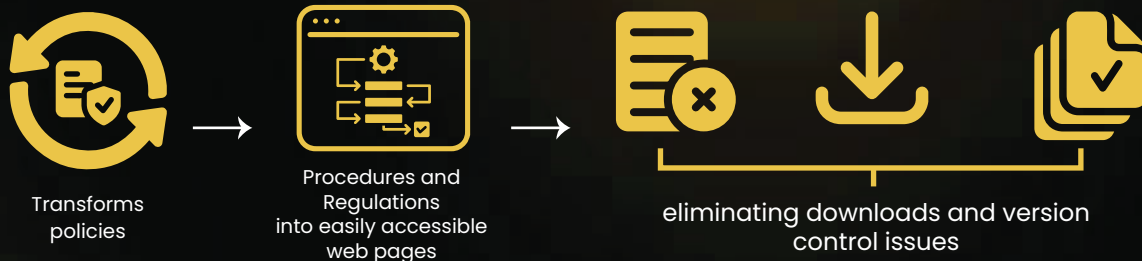 Transforms
policies
Procedures and
Regulations
into easily accessible
web pages
eliminating downloads and version
control issues